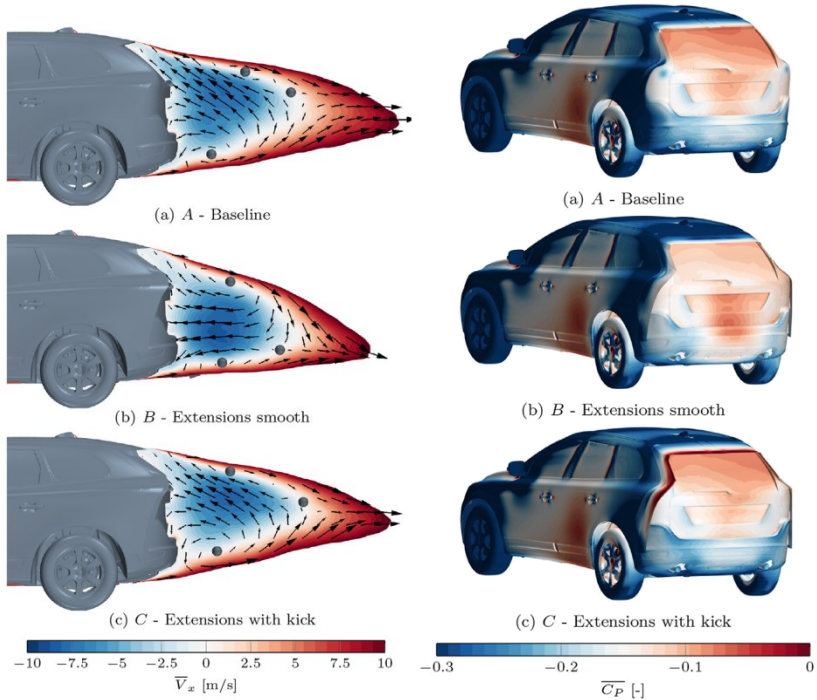 (a) A - Baseline
(a) A - Baseline
(b) B - Extensions smooth
(b) B - Extensions smooth
(c) C - Extensions with kick
(c) C - Extensions with kick
−10 −7.5 −5 −2.5 0 2.5 5 7.5 10
V̅x [m/s]
−0.3 −0.2 −0.1 0
C̅P̅ [-]